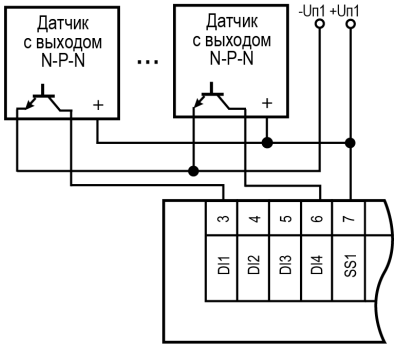 Датчик
с выходом
N-P-N
+
...
Датчик
с выходом
N-P-N
+
-Uп1 +Uп1
3 4 5 6 7
DI1 DI2 DI3 DI4 SS1